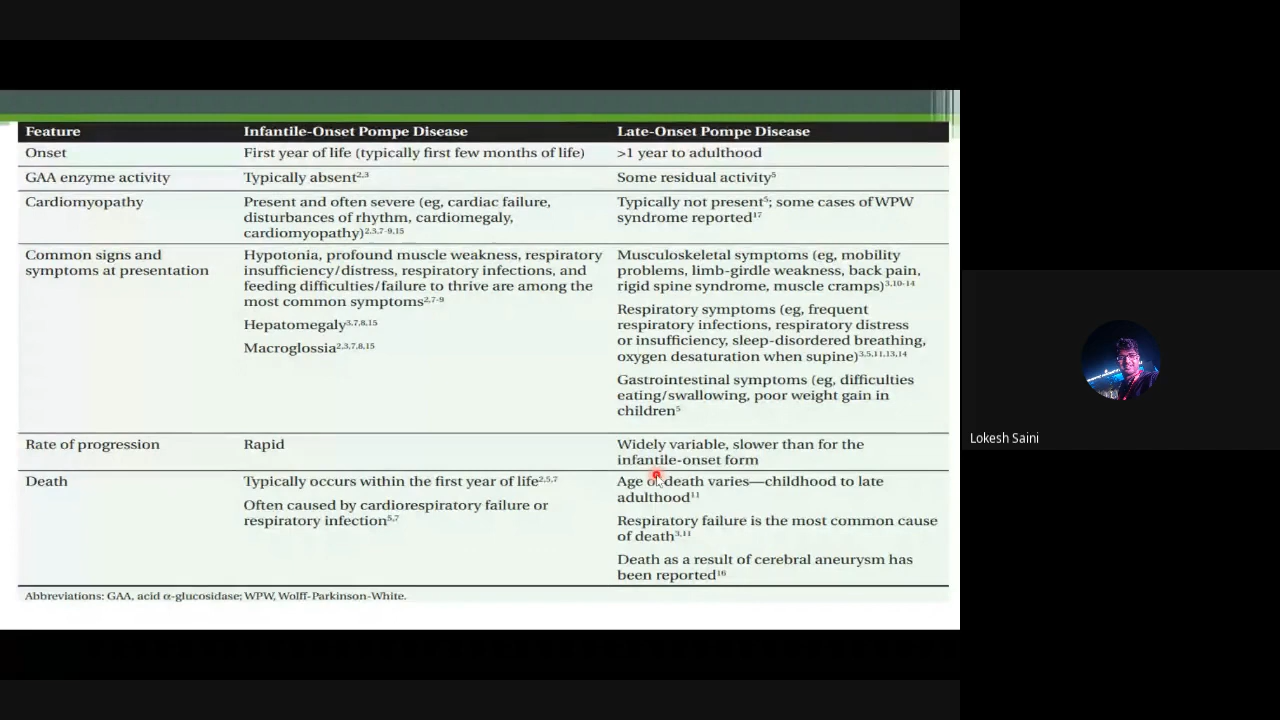 Feature Infantile-Onset Pompe Disease Late-Onset Pompe Disease
Onset First year of life (typically first few months of life) >1 year to adulthood
GAA enzyme activity Typically absent2,3 Some residual activity5
Cardiomyopathy Present and often severe (eg, cardiac failure, Typically not present5; some cases of WPW
disturbances of rhythm, cardiomegaly, syndrome reported17
cardiomyopathy)2,3,7-9,15
Common signs and Hypotonia, profound muscle weakness, respiratory Musculoskeletal symptoms (eg, mobility
symptoms at presentation insufficiency/distress, respiratory infections, and problems, limb-girdle weakness, back pain,
feeding difficulties/failure to thrive are among the rigid spine syndrome, muscle cramps)3,10-14
most common symptoms2,7-9
Respiratory symptoms (eg, frequent
Hepatomegaly3,7,8,15 respiratory infections, respiratory distress
Macroglossia2,3,7,8,15 or insufficiency, sleep-disordered breathing,
oxygen desaturation when supine)3,5,11,13,14
Gastrointestinal symptoms (eg, difficulties
eating/swallowing, poor weight gain in
children5
Rate of progression Rapid Widely variable, slower than for the
infantile-onset form
Death Typically occurs within the first year of life2,5,7 Age of death varies—childhood to late
adulthood11
Often caused by cardiorespiratory failure or
respiratory infection5,7 Respiratory failure is the most common cause
of death3,11
Death as a result of cerebral aneurysm has
been reported16
Abbreviations: GAA, acid α-glucosidase; WPW, Wolff-Parkinson-White.
Lokesh Saini